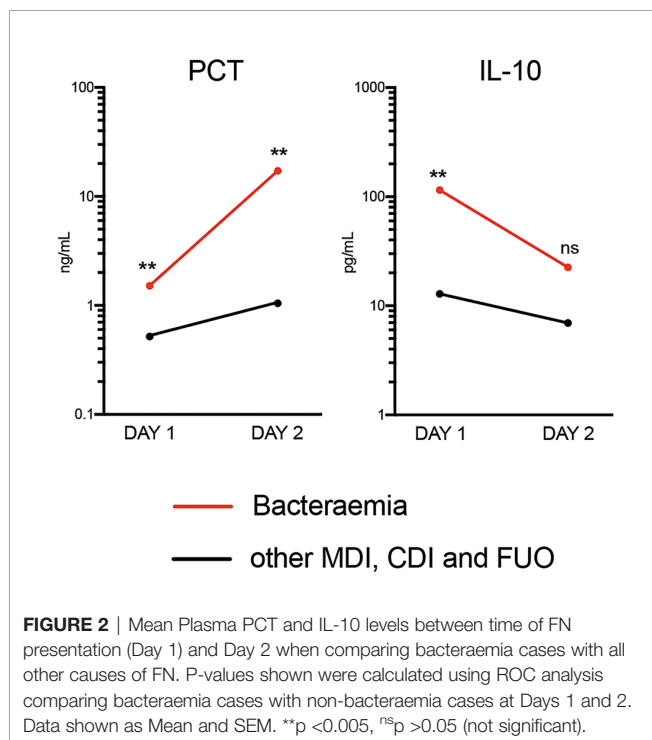 PCT
IL-10
100
10
1
0.1
ng/mL
**
**
DAY 1
DAY 2
1000
100
10
1
pg/mL
**
ns
DAY 1
DAY 2
Bacteraemia
other MDI, CDI and FUO
FIGURE 2 | Mean Plasma PCT and IL-10 levels between time of FN
presentation (Day 1) and Day 2 when comparing bacteraemia cases with all
other causes of FN. P-values shown were calculated using ROC analysis
comparing bacteraemia cases with non-bacteraemia cases at Days 1 and 2.
Data shown as Mean and SEM. **p <0.005, ns p >0.05 (not significant).